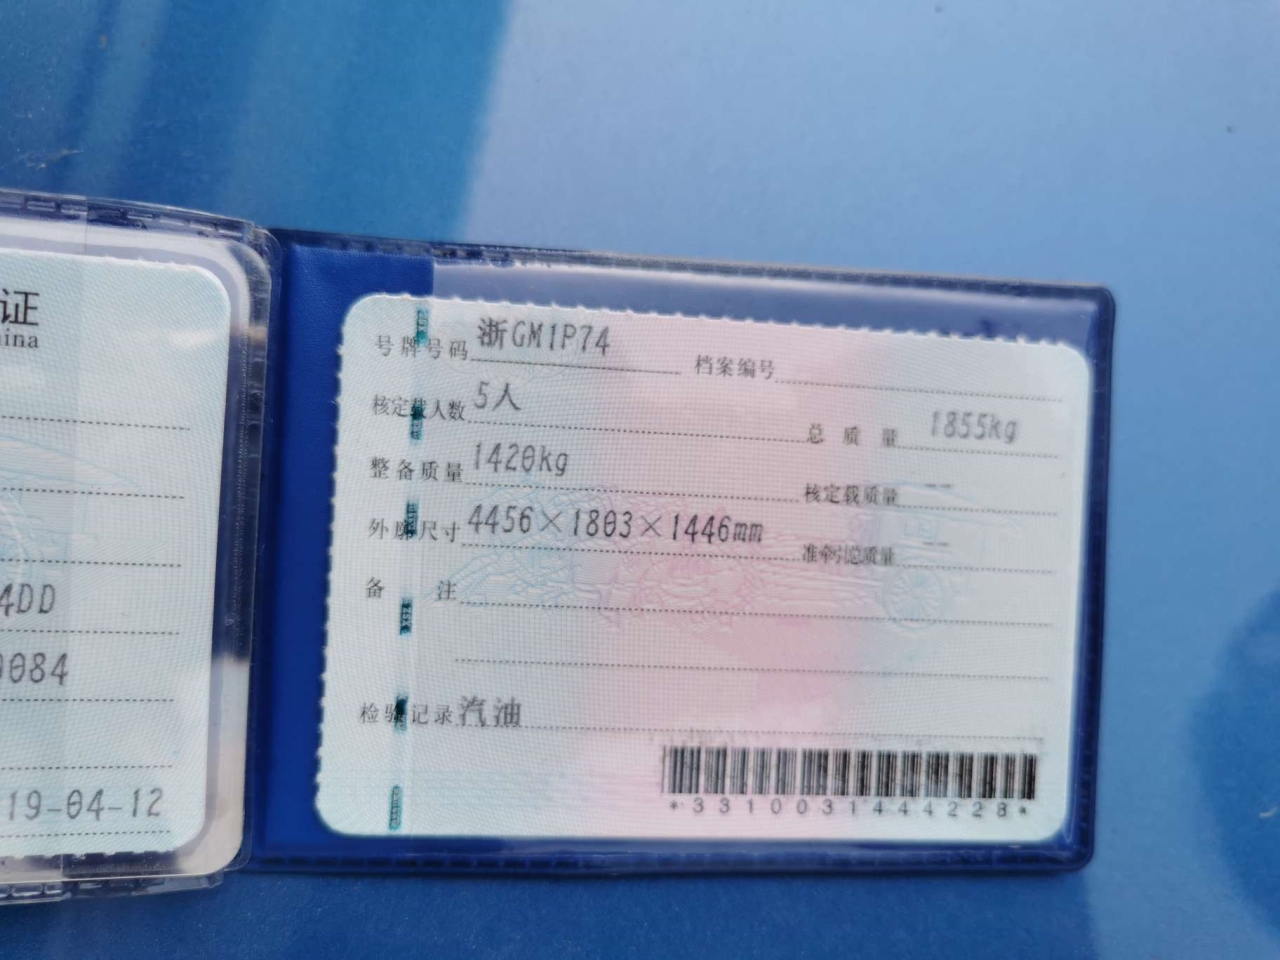 证
ina
4DD
0084
19-04-12
号牌号码 浙GM1P74 档案编号
核定载人数 5人 总质量 1855kg
整备质量 1420kg 核定载质量 --
外廓尺寸 4456×1803×1446mm 准牵引总质量 --
备注
检验记录 汽油
*3310031444228*